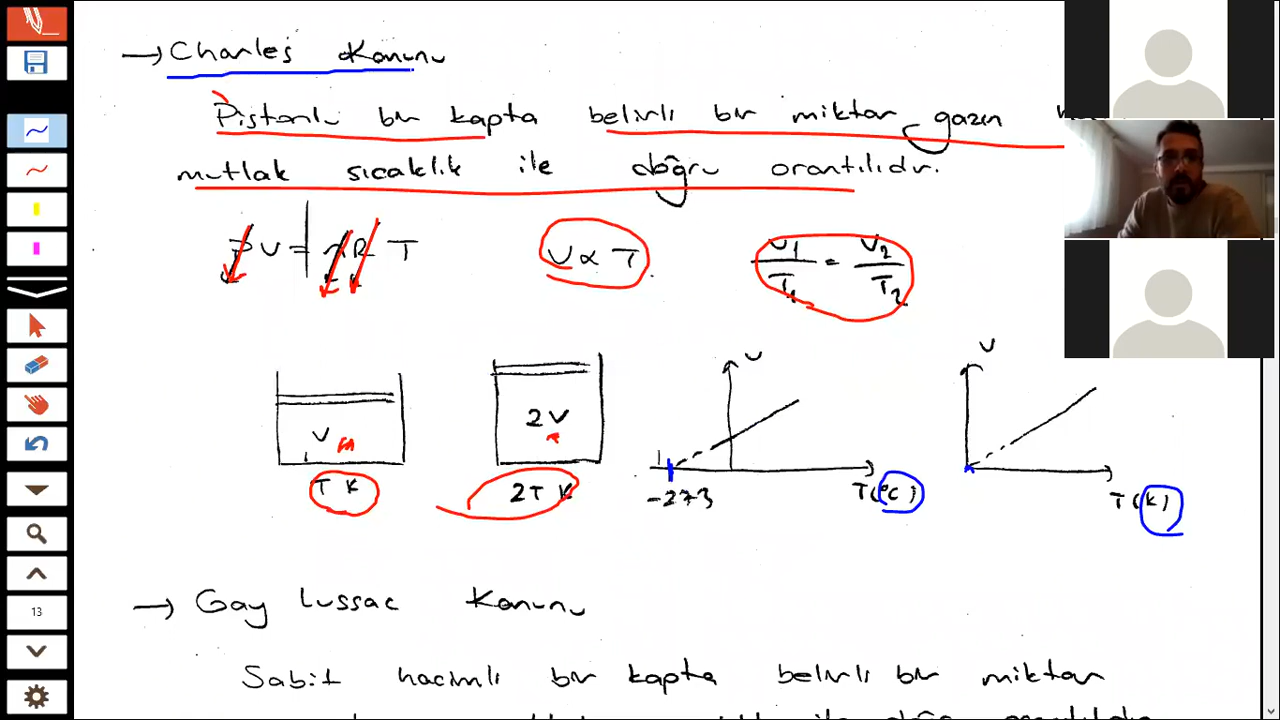 → Charles Kanunu
Pistonlu bir kapta belirli bir miktar gazın
mutlak sıcaklık ile doğru orantılıdır.
PV = nRT
V ∝ T
V1/T1 = V2/T2
V
T K
2V
2T K
V
-273
T(°C)
V
T(K)
→ Gay Lussac Kanunu
Sabit hacimli bir kapta belirli bir miktar
13